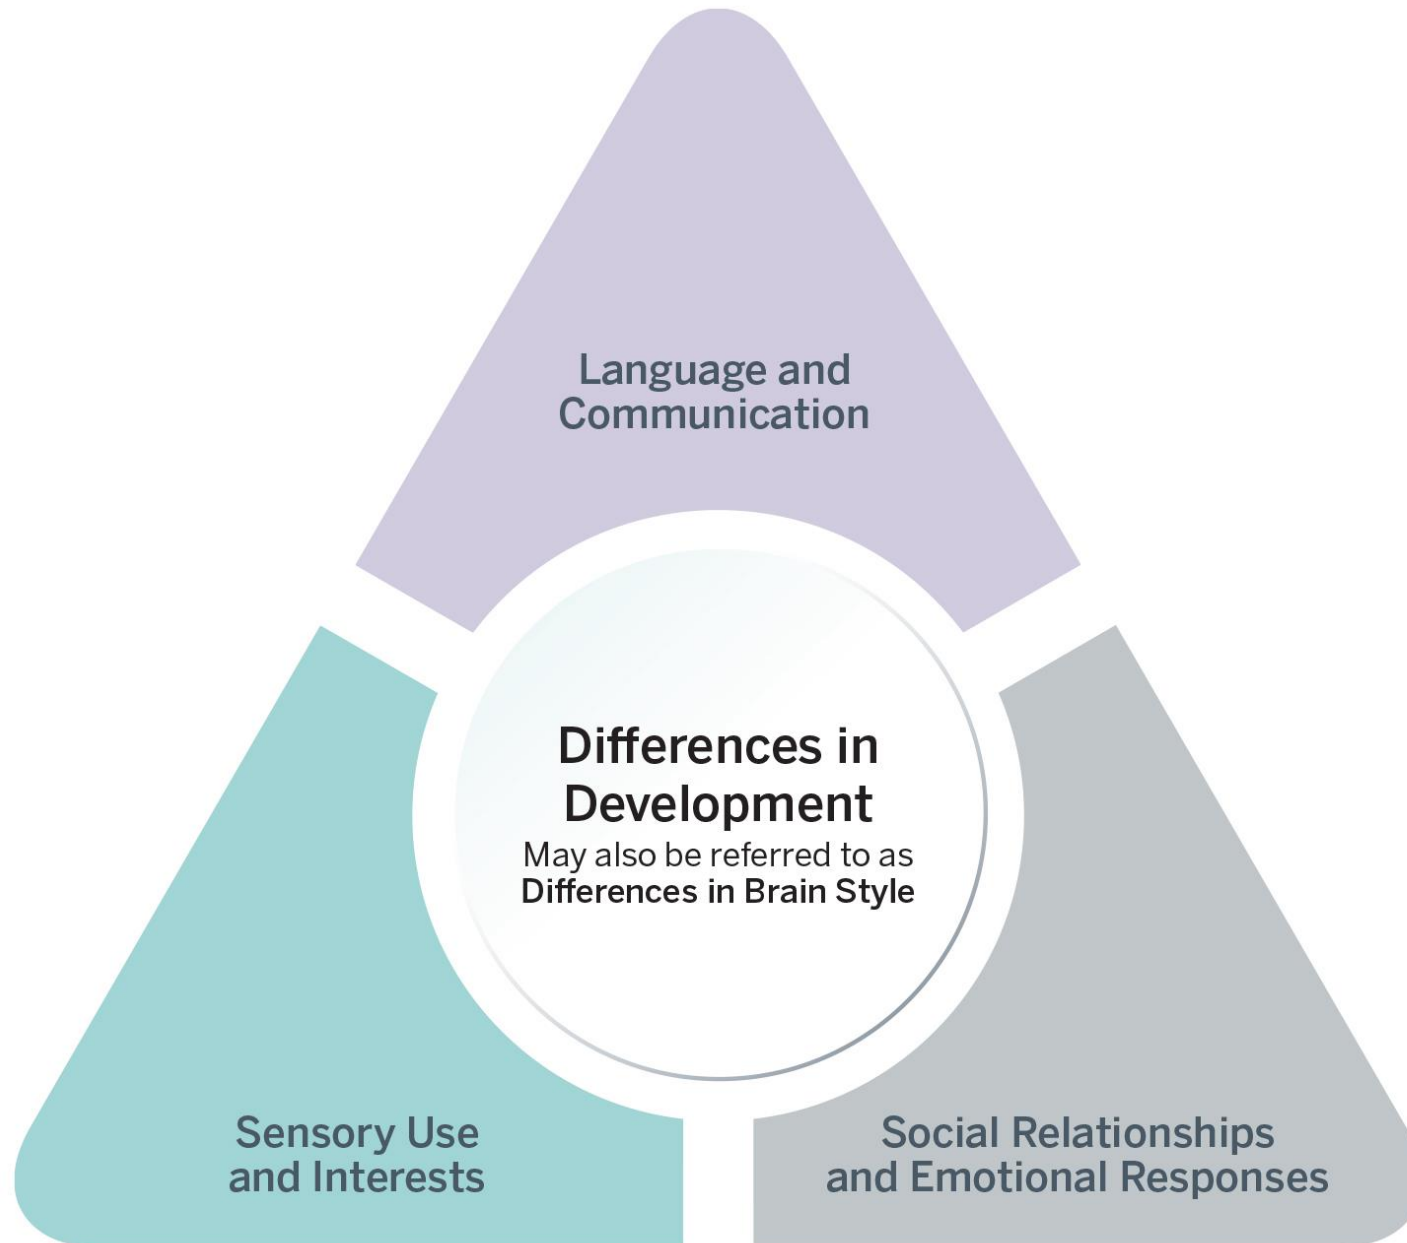 Language and
Communication
Differences in
Development
May also be referred to as
Differences in Brain Style
Sensory Use
and Interests
Social Relationships
and Emotional Responses